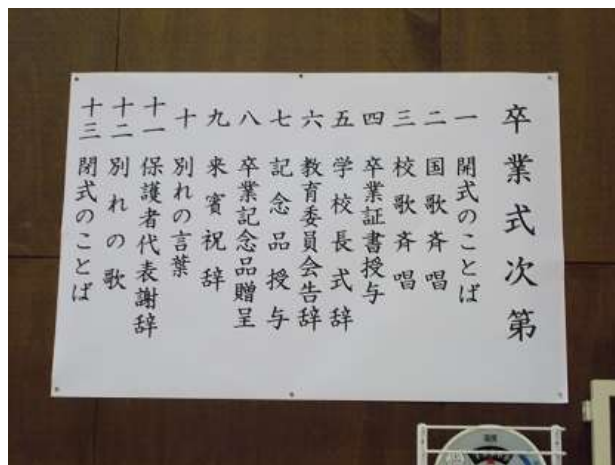 卒業式次第
一 開式のことば
二 国歌斉唱
三 校歌斉唱
四 卒業証書授与
五 学校長式辞
六 教育委員会告辞
七 記念品授与
八 卒業記念品贈呈
九 来賓祝辞
十 別れの言葉
十一 保護者代表謝辞
十二 別れの歌
十三 閉式のことば